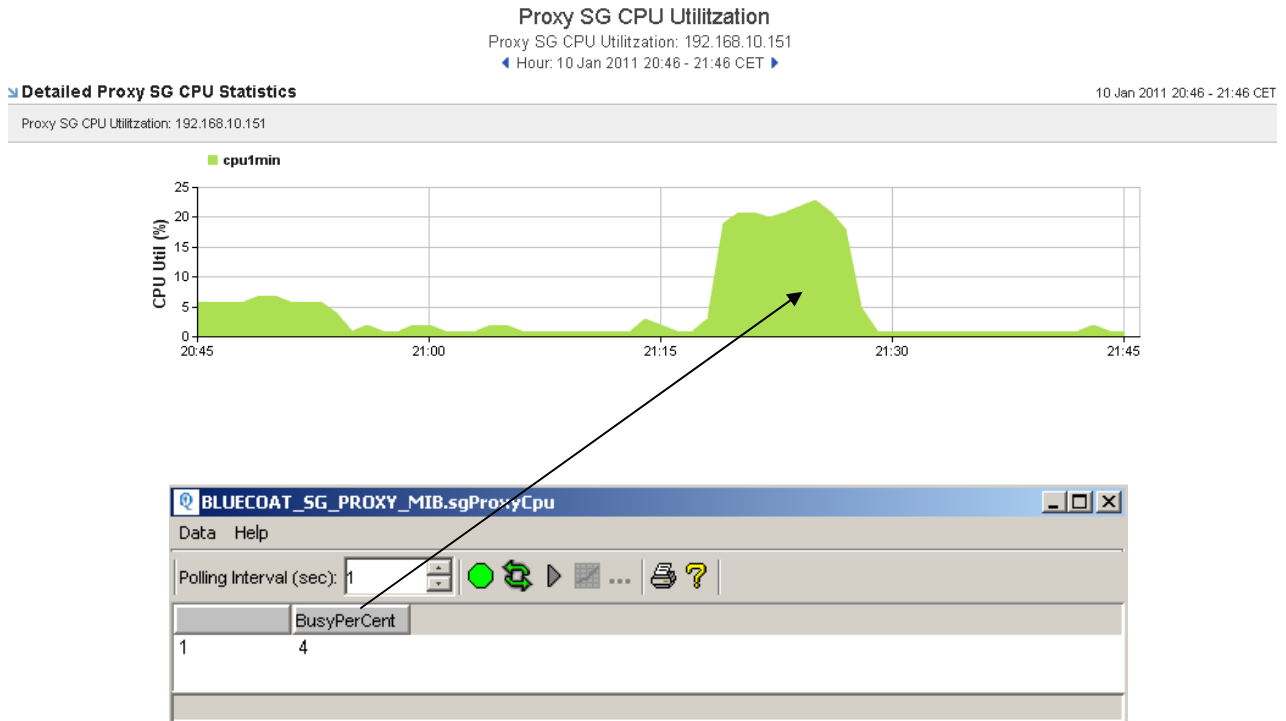 Proxy SG CPU Utilitzation
Proxy SG CPU Utilitzation: 192.168.10.151
Hour: 10 Jan 2011 20:46 - 21:46 CET
Detailed Proxy SG CPU Statistics
10 Jan 2011 20:46 - 21:46 CET
Proxy SG CPU Utilitzation: 192.168.10.151
cpu1min
CPU Util (%)
25
20
15
10
5
0
20:45 21:00 21:15 21:30 21:45
BLUECOAT_SG_PROXY_MIB.sgProxyCpu
Data Help
Polling Interval (sec): 1
BusyPerCent
1 4